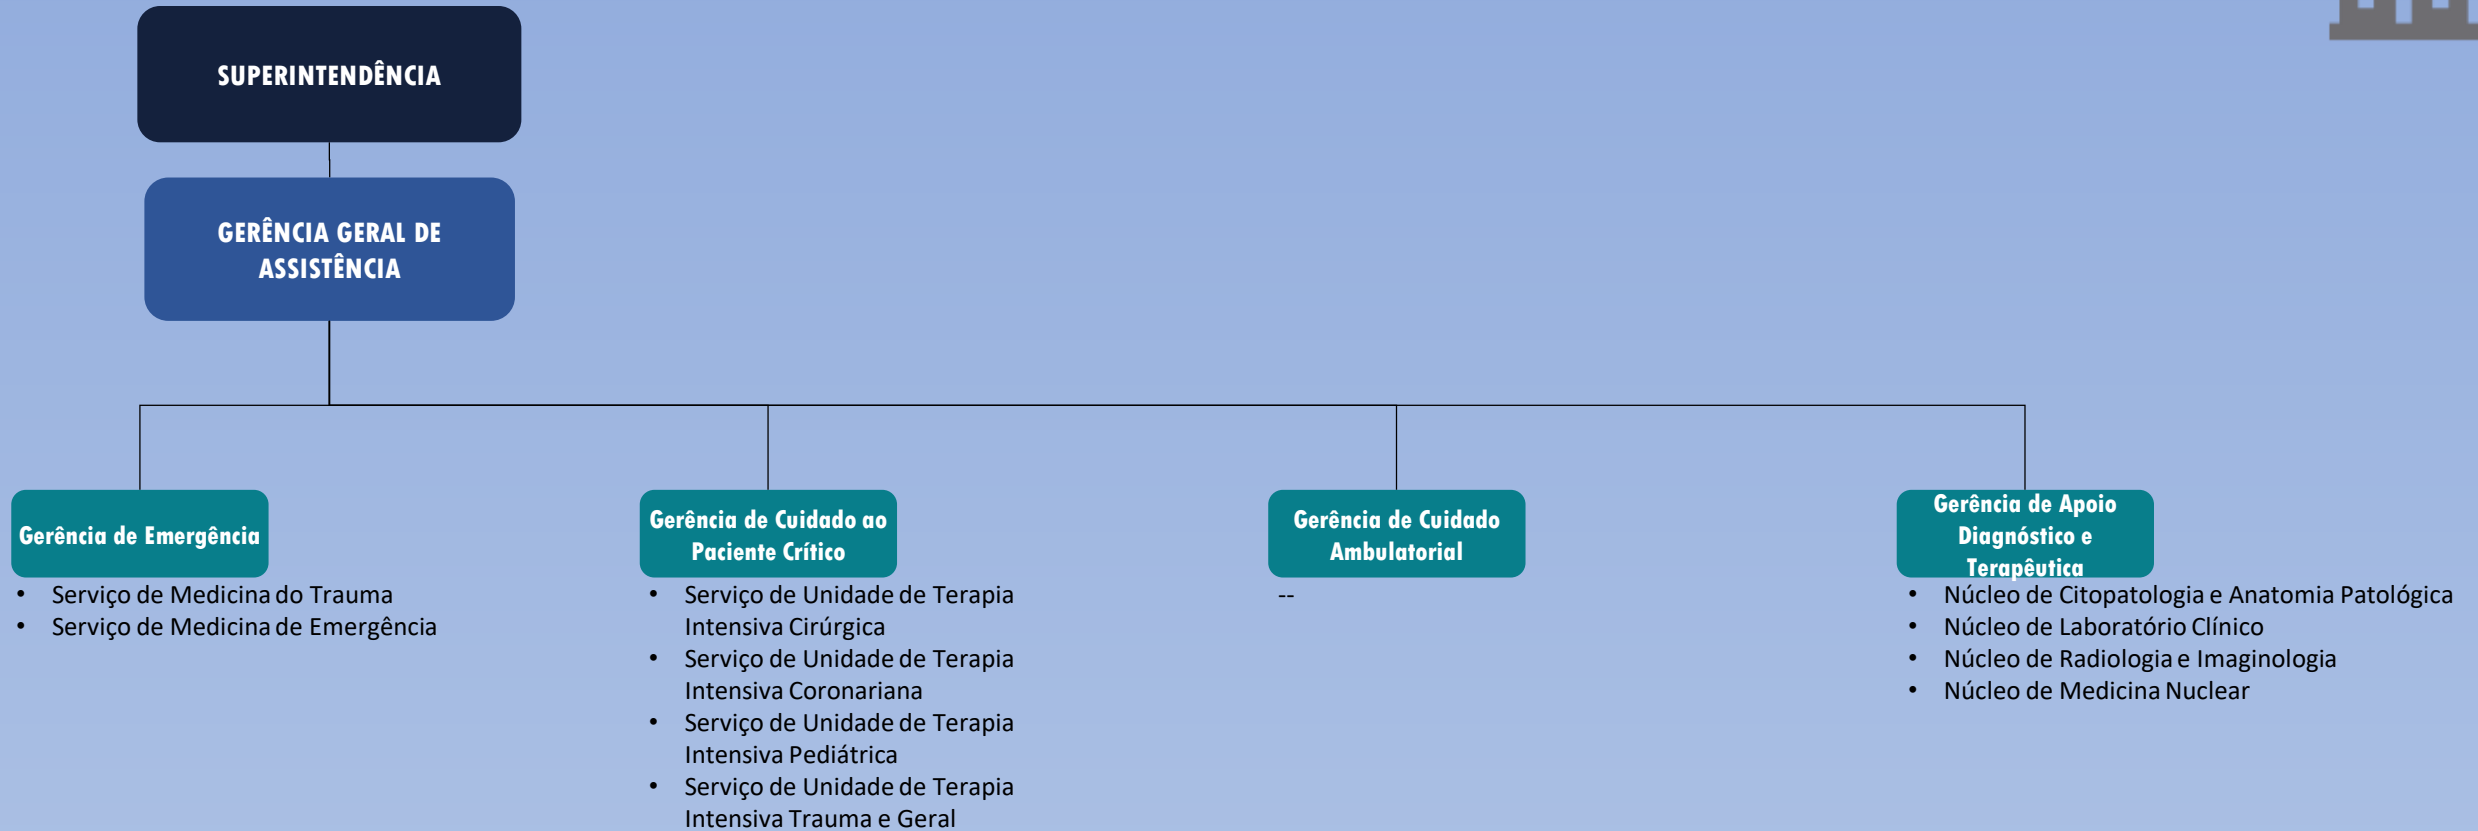 SUPERINTENDÊNCIA
GERÊNCIA GERAL DE
ASSISTÊNCIA
Gerência de Emergência
• Serviço de Medicina do Trauma
• Serviço de Medicina de Emergência
Gerência de Cuidado ao
Paciente Crítico
• Serviço de Unidade de Terapia
Intensiva Cirúrgica
• Serviço de Unidade de Terapia
Intensiva Coronariana
• Serviço de Unidade de Terapia
Intensiva Pediátrica
• Serviço de Unidade de Terapia
Intensiva Trauma e Geral
Gerência de Cuidado
Ambulatorial
--
Gerência de Apoio
Diagnóstico e
Terapêutica
• Núcleo de Citopatologia e Anatomia Patológica
• Núcleo de Laboratório Clínico
• Núcleo de Radiologia e Imaginologia
• Núcleo de Medicina Nuclear